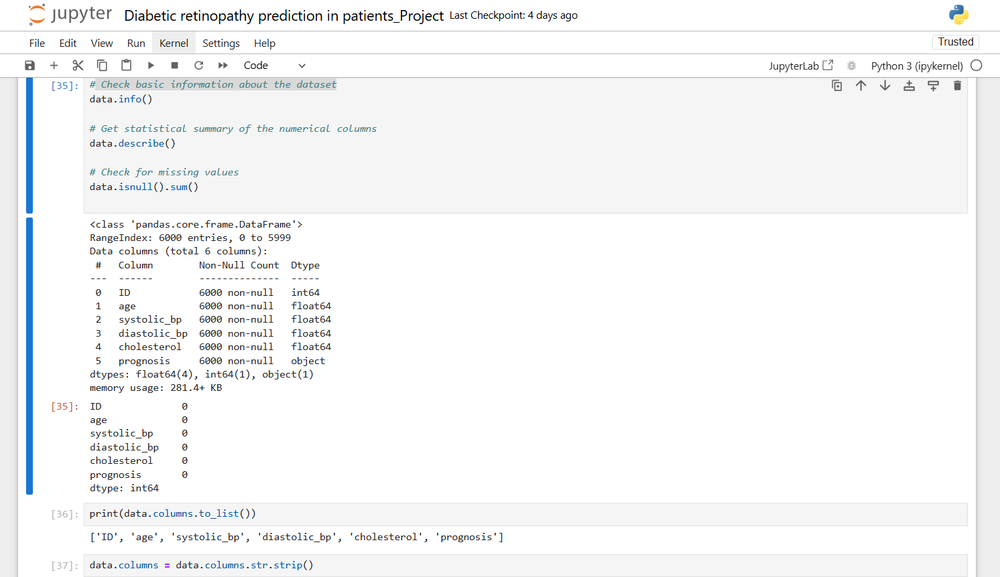 jupyter Diabetic retinopathy prediction in patients_Project Last Checkpoint: 4 days ago
File Edit View Run Kernel Settings Help Trusted
Code JupyterLab Python 3 (ipykernel)
[35]: # Check basic information about the dataset
data.info()
# Get statistical summary of the numerical columns
data.describe()
# Check for missing values
data.isnull().sum()
<class 'pandas.core.frame.DataFrame'>
RangeIndex: 6000 entries, 0 to 5999
Data columns (total 6 columns):
 #   Column        Non-Null Count  Dtype
---  ------        --------------  -----
 0   ID            6000 non-null   int64
 1   age           6000 non-null   float64
 2   systolic_bp   6000 non-null   float64
 3   diastolic_bp  6000 non-null   float64
 4   cholesterol   6000 non-null   float64
 5   prognosis     6000 non-null   object
dtypes: float64(4), int64(1), object(1)
memory usage: 281.4+ KB
[35]: ID              0
age             0
systolic_bp     0
diastolic_bp    0
cholesterol     0
prognosis       0
dtype: int64
[36]: print(data.columns.to_list())
['ID', 'age', 'systolic_bp', 'diastolic_bp', 'cholesterol', 'prognosis']
[37]: data.columns = data.columns.str.strip()